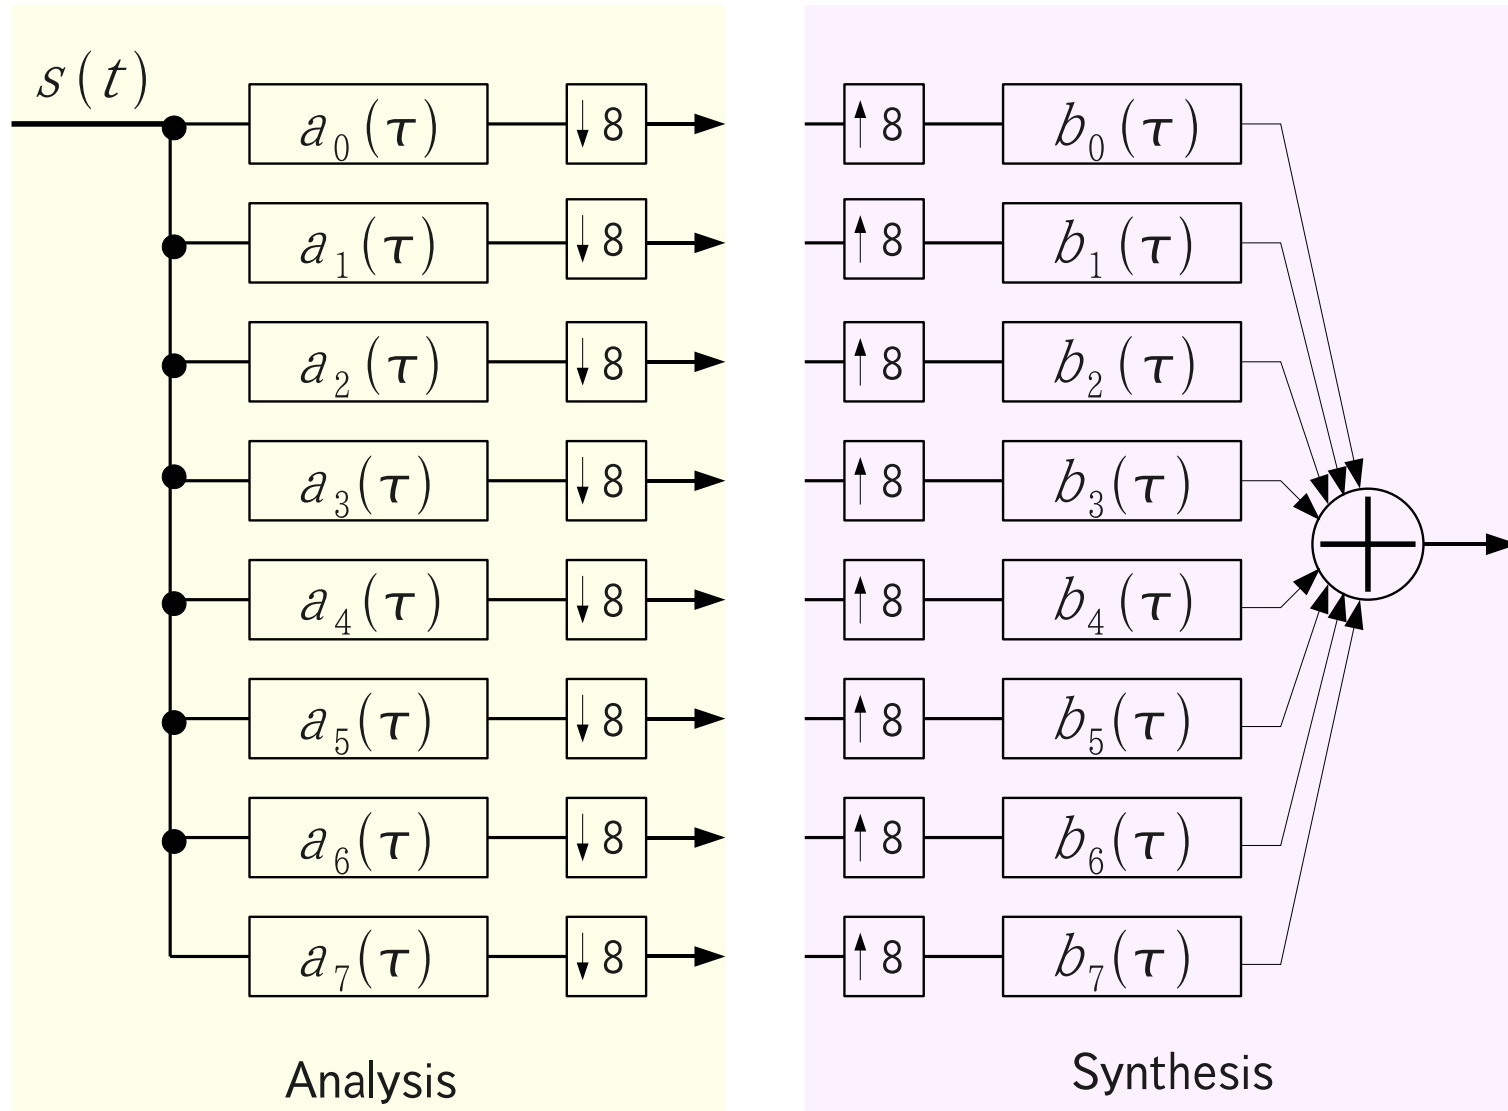 s(t)
a₀(τ) ↓ 8 ↑ 8 b₀(τ)
a₁(τ) ↓ 8 ↑ 8 b₁(τ)
a₂(τ) ↓ 8 ↑ 8 b₂(τ)
a₃(τ) ↓ 8 ↑ 8 b₃(τ)
a₄(τ) ↓ 8 ↑ 8 b₄(τ)
a₅(τ) ↓ 8 ↑ 8 b₅(τ)
a₆(τ) ↓ 8 ↑ 8 b₆(τ)
a₇(τ) ↓ 8 ↑ 8 b₇(τ)
Analysis Synthesis